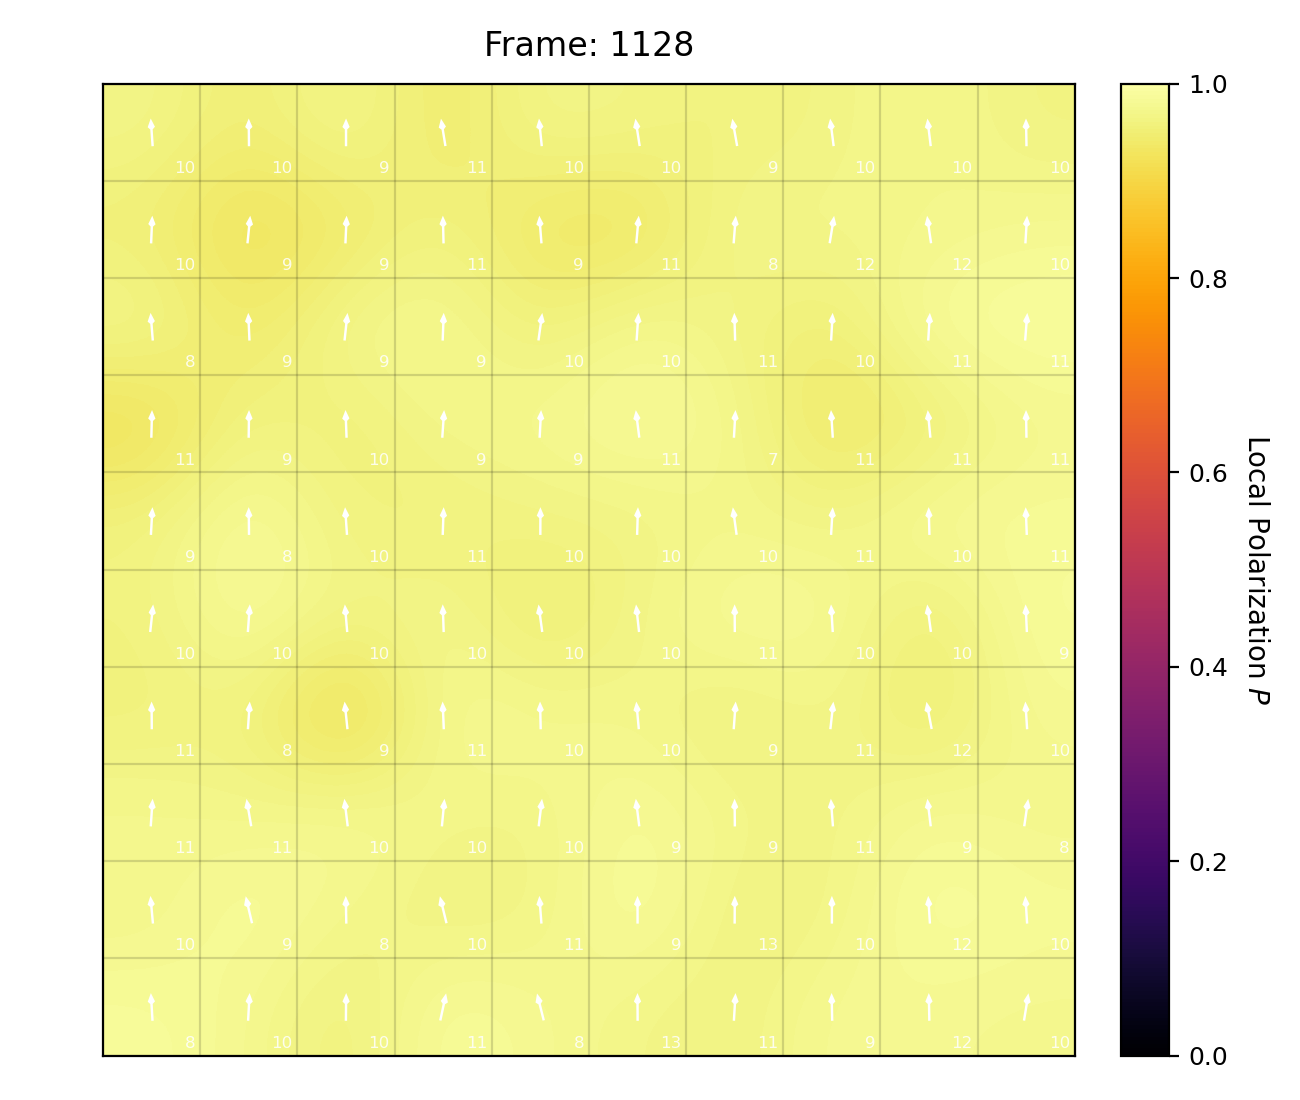 Frame: 1128
10 10 9 11 10 10 9 10 10 10
10 9 9 11 9 11 8 12 12 10
8 9 9 9 10 10 11 10 11 11
11 9 10 9 9 11 7 11 11 11
9 8 10 11 10 10 10 11 10 11
10 10 10 10 10 10 11 10 10 9
11 8 9 11 10 10 9 11 12 10
11 11 10 10 10 9 9 11 9 8
10 9 8 10 11 9 13 10 12 10
8 10 10 11 8 13 11 9 12 10
1.0
0.8
0.6
0.4
0.2
0.0
Local Polarization P